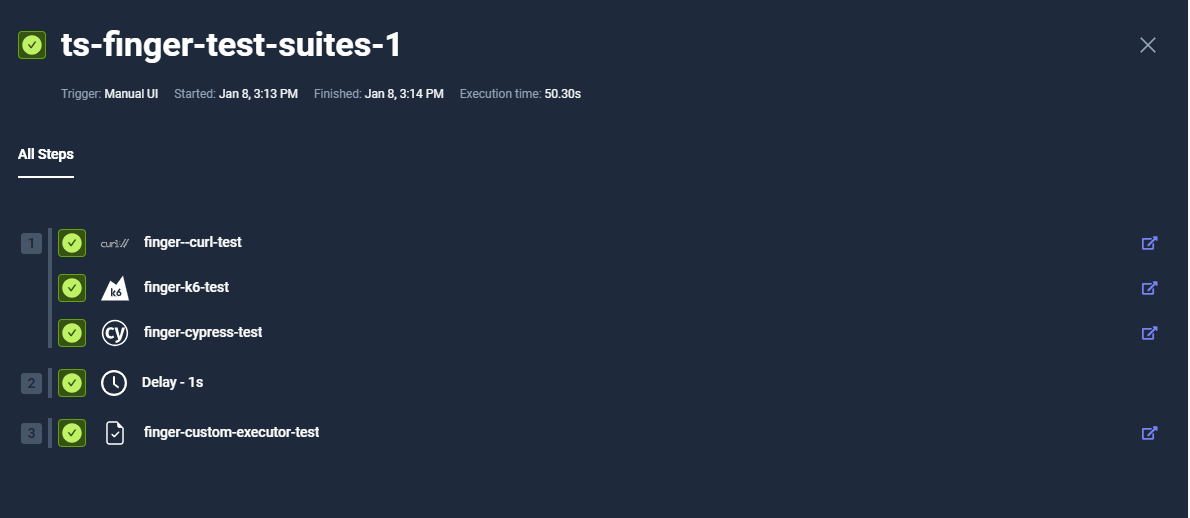 ts-finger-test-suites-1
Trigger: Manual UI Started: Jan 8, 3:13 PM Finished: Jan 8, 3:14 PM Execution time: 50.30s
All Steps
1 curl:// finger--curl-test
k6 finger-k6-test
cy finger-cypress-test
2 Delay - 1s
3 finger-custom-executor-test